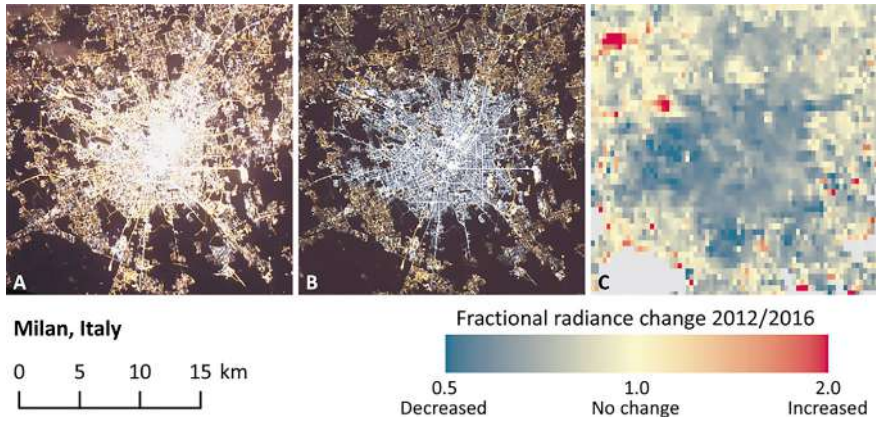 A
B
C
Milan, Italy
0 5 10 15 km
Fractional radiance change 2012/2016
0.5 1.0 2.0
Decreased No change Increased